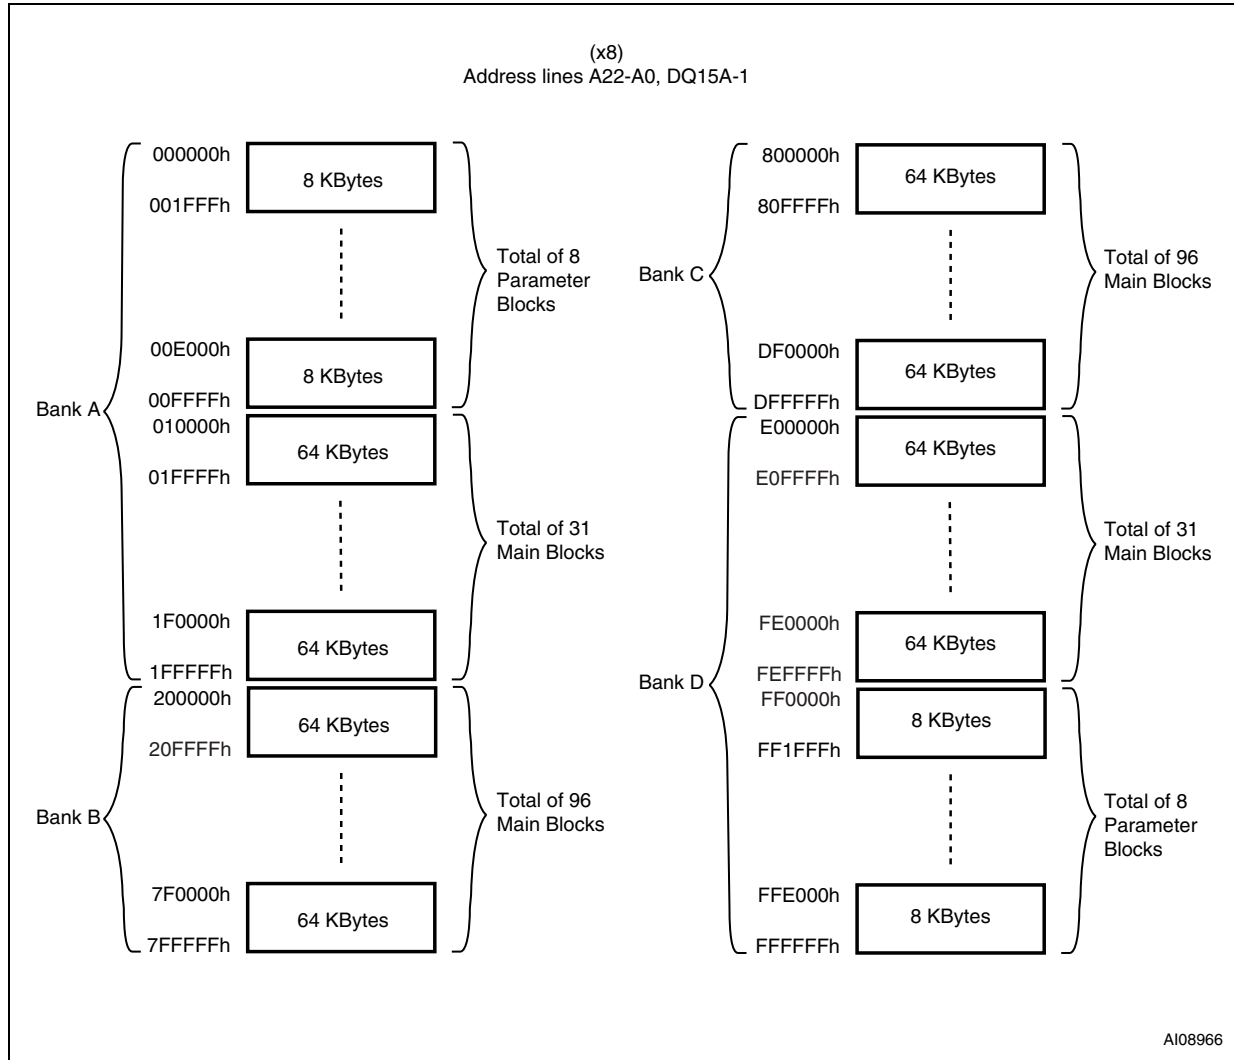 (x8)
Address lines A22-A0, DQ15A-1
Bank A
000000h
8 KBytes
001FFFh
Total of 8
Parameter
Blocks
00E000h
8 KBytes
00FFFFh
010000h
64 KBytes
01FFFFh
Total of 31
Main Blocks
1F0000h
64 KBytes
1FFFFFh
Bank B
200000h
64 KBytes
20FFFFh
Total of 96
Main Blocks
7F0000h
64 KBytes
7FFFFFh
Bank C
800000h
64 KBytes
80FFFFh
Total of 96
Main Blocks
DF0000h
64 KBytes
DFFFFFh
Bank D
E00000h
64 KBytes
E0FFFFh
Total of 31
Main Blocks
FE0000h
64 KBytes
FEFFFFh
FF0000h
8 KBytes
FF1FFFh
Total of 8
Parameter
Blocks
FFE000h
8 KBytes
FFFFFFh
AI08966